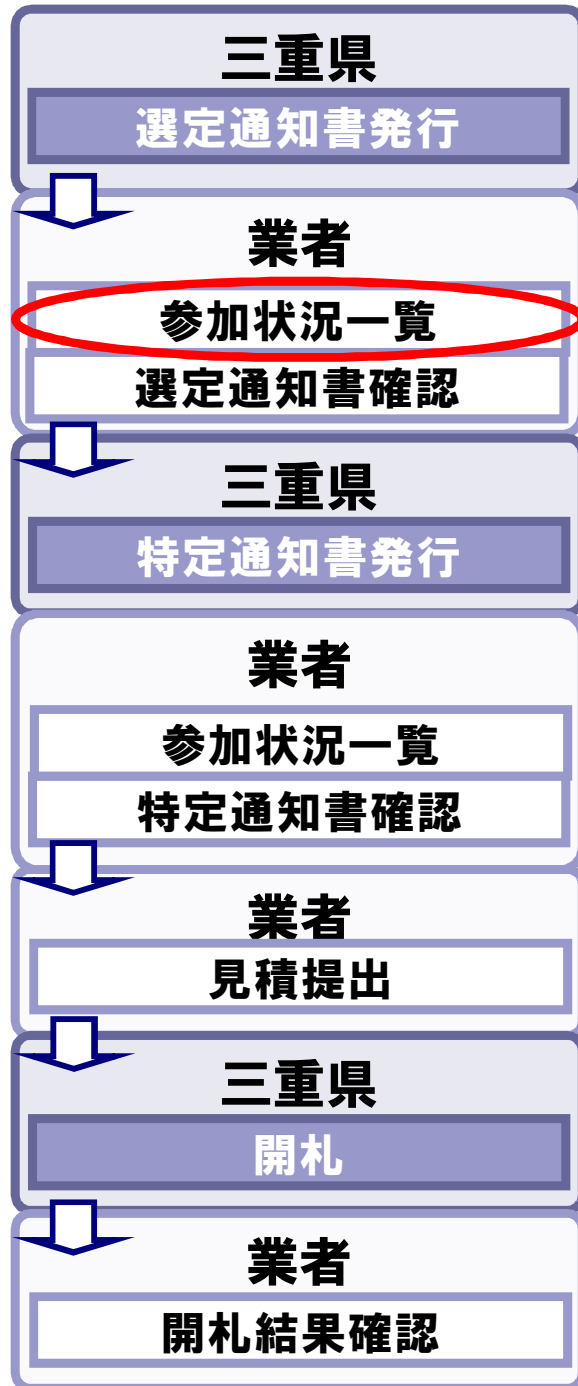 三重県
選定通知書発行
業者
参加状況一覧
選定通知書確認
三重県
特定通知書発行
業者
参加状況一覧
特定通知書確認
業者
見積提出
三重県
開札
業者
開札結果確認